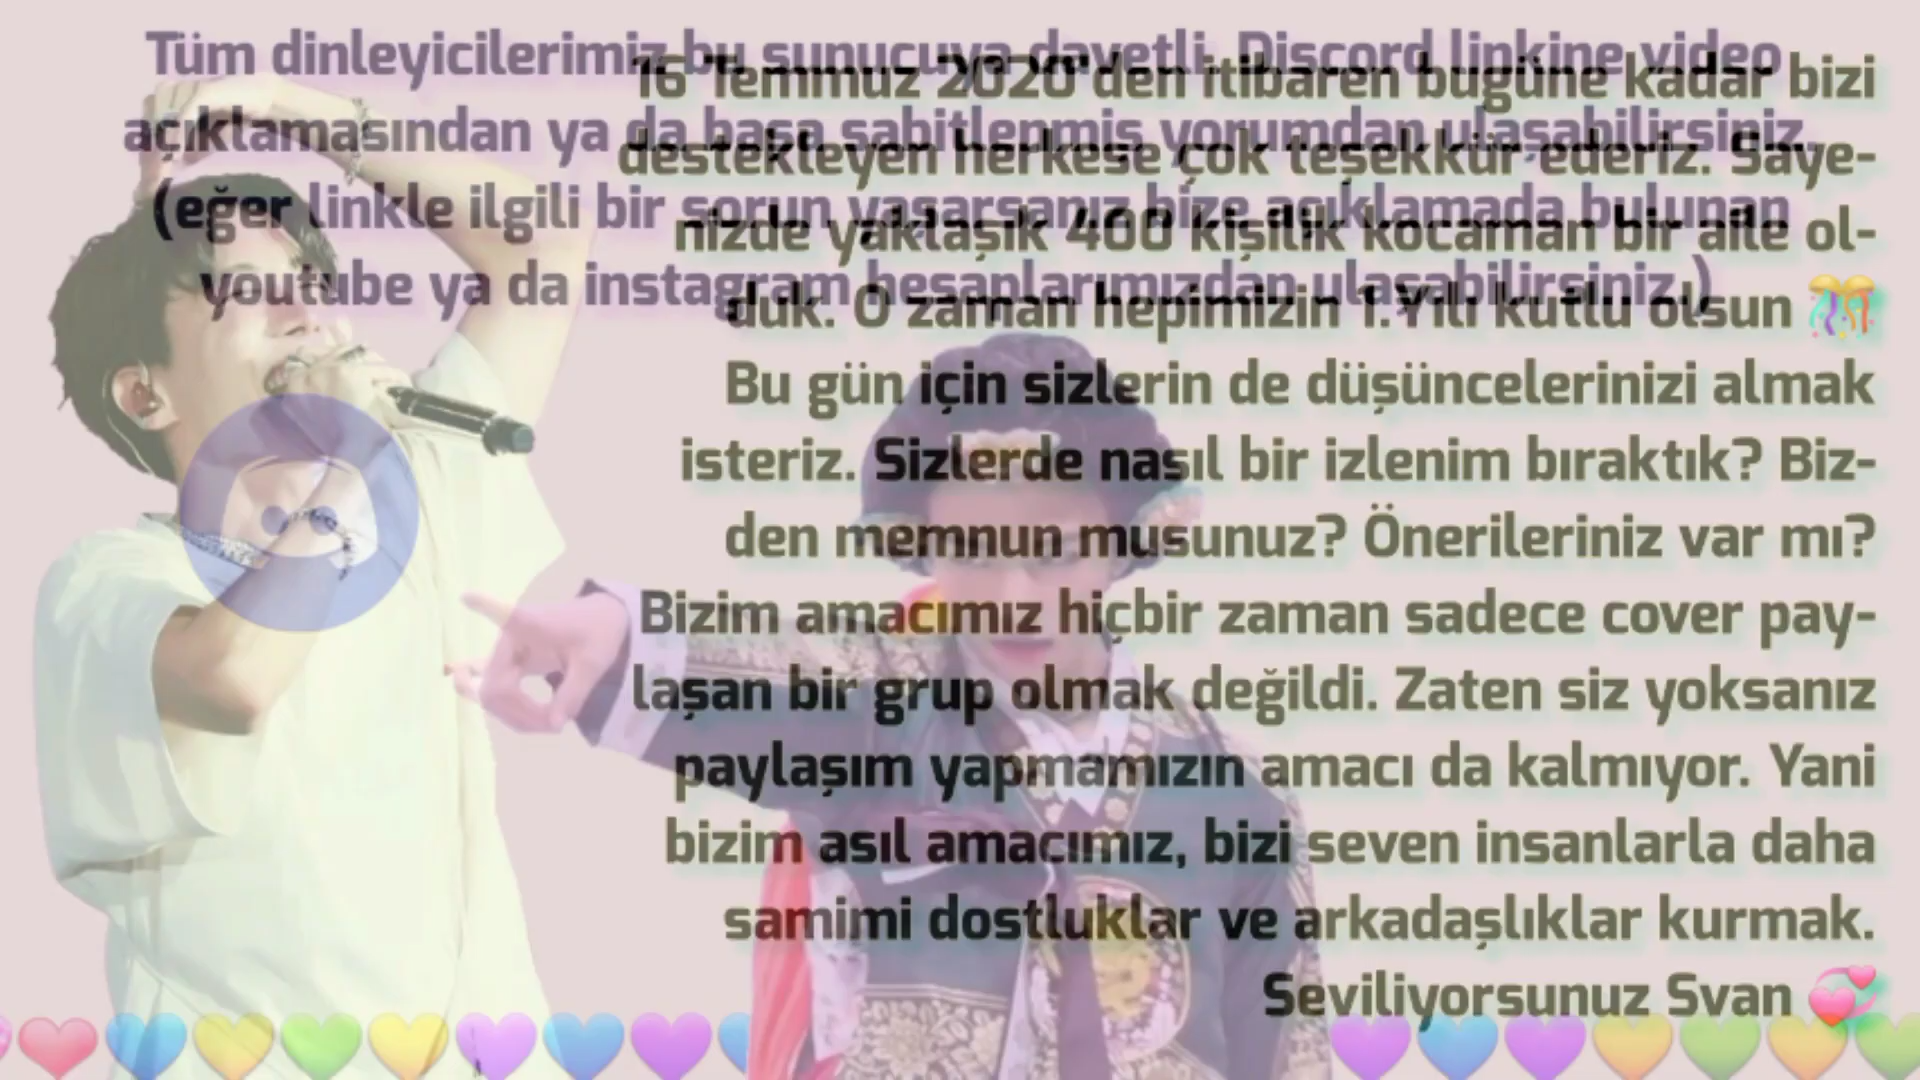 Tüm dinleyicilerimiz bu sunucuya davetli. Discord linkine video
açıklamasından ya da başa sabitlenmiş yorumdan ulaşabilirsiniz.
(eğer linkle ilgili bir sorun yaşarsanız bize açıklamada bulunan
youtube ya da instagram hesaplarımızdan ulaşabilirsiniz.)
16 Temmuz 2020'den itibaren bugüne kadar bizi
destekleyen herkese çok teşekkür ederiz. Saye-
nizde yaklaşık 400 kişilik kocaman bir aile ol-
duk. O zaman hepimizin 1.Yılı kutlu olsun 🎊
Bu gün için sizlerin de düşüncelerinizi almak
isteriz. Sizlerde nasıl bir izlenim bıraktık? Biz-
den memnun musunuz? Önerileriniz var mı?
Bizim amacımız hiçbir zaman sadece cover pay-
laşan bir grup olmak değildi. Zaten siz yoksanız
paylaşım yapmamızın amacı da kalmıyor. Yani
bizim asıl amacımız, bizi seven insanlarla daha
samimi dostluklar ve arkadaşlıklar kurmak.
Seviliyorsunuz Svan 💞